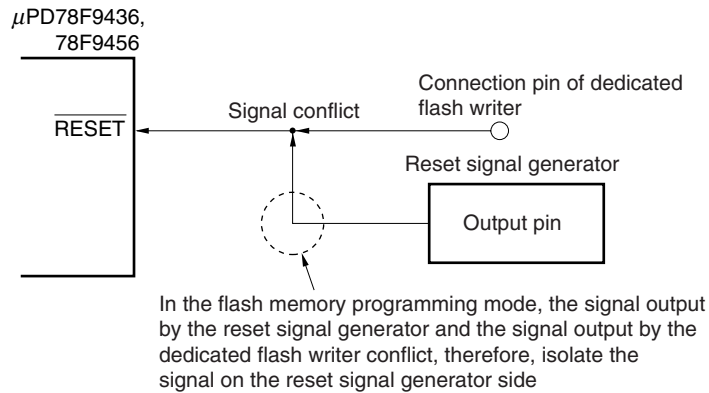 μPD78F9436,
78F9456
Connection pin of dedicated
flash writer
Signal conflict
RESET
Reset signal generator
Output pin
In the flash memory programming mode, the signal output
by the reset signal generator and the signal output by the
dedicated flash writer conflict, therefore, isolate the
signal on the reset signal generator side